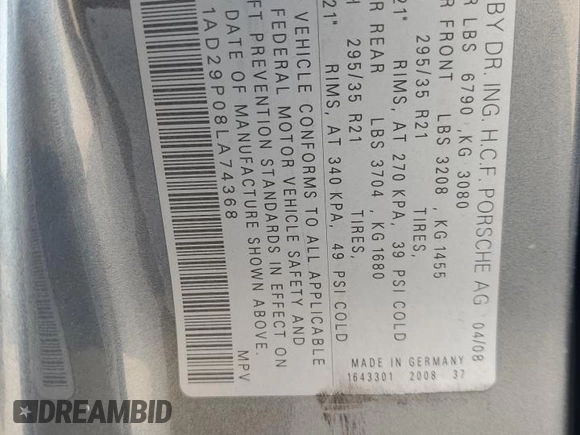 BY DR. ING. H.C.F. PORSCHE AG 04/08
R LBS 6790 , KG 3080
R FRONT LBS 3208 , KG 1455
295/35 R21 TIRES,
21" RIMS, AT 270 KPA, 39 PSI COLD
R REAR LBS 3704 , KG 1680
H 295/35 R21 TIRES,
21" RIMS, AT 340 KPA, 49 PSI COLD
VEHICLE CONFORMS TO ALL APPLICABLE
FEDERAL MOTOR VEHICLE SAFETY AND
FT PREVENTION STANDARDS IN EFFECT ON
DATE OF MANUFACTURE SHOWN ABOVE.
1AD29P08LA74368 MPV
MADE IN GERMANY
1643301 2008 37
DREAMBID